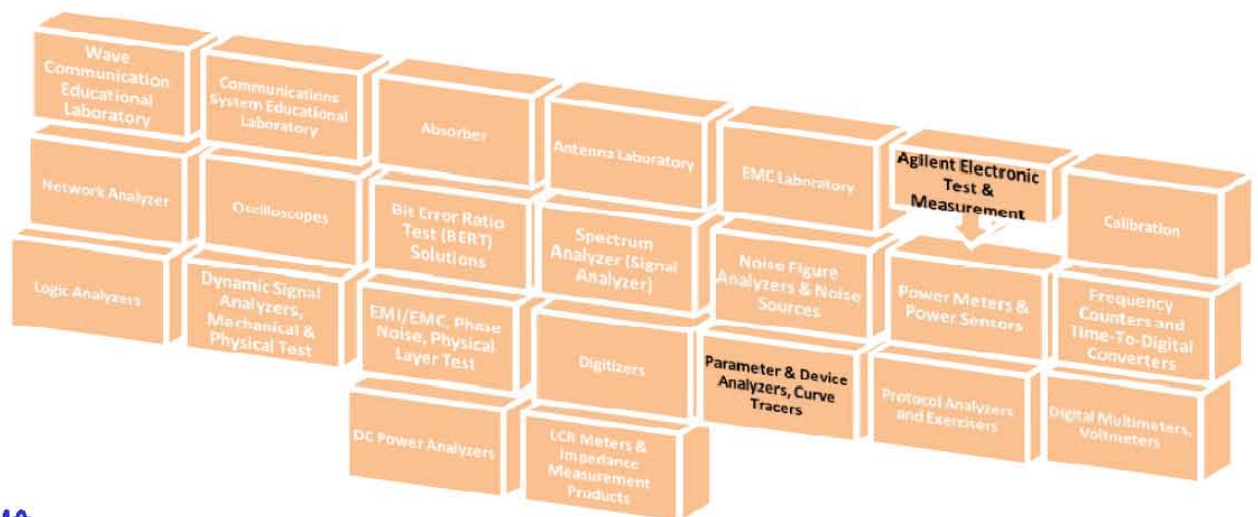 Wave
Communication
Educational
Laboratory
Communications
System Educational
Laboratory
Absorber
Antenna Laburatory
EMC Laboratory
Agilent Electronic
Test &
Measurement
Calibration
Network Analyzer
Oscilloscopes
Bit Error Ratio
Test (BERT)
Solutions
Spectrum
Analyzer (Signal
Analyzer)
Noise Figure
Analyzers & Noise
Sources
Power Meters &
Power Sensors
Frequency
Counters and
Time-To-Digital
Converters
Logic Analyzers
Dynamic Signal
Analyzers,
Mechanical &
Physical Test
EMI/EMC, Phase
Noise, Physical
Layer Test
Digitizers
Parameter & Device
Analyzers, Curve
Tracers
Protocol Analyzers
and Exercisers
Digital Multimeters,
Voltmeters
DC Power Analyzers
LCR Meters &
Impedance
Measurement
Products